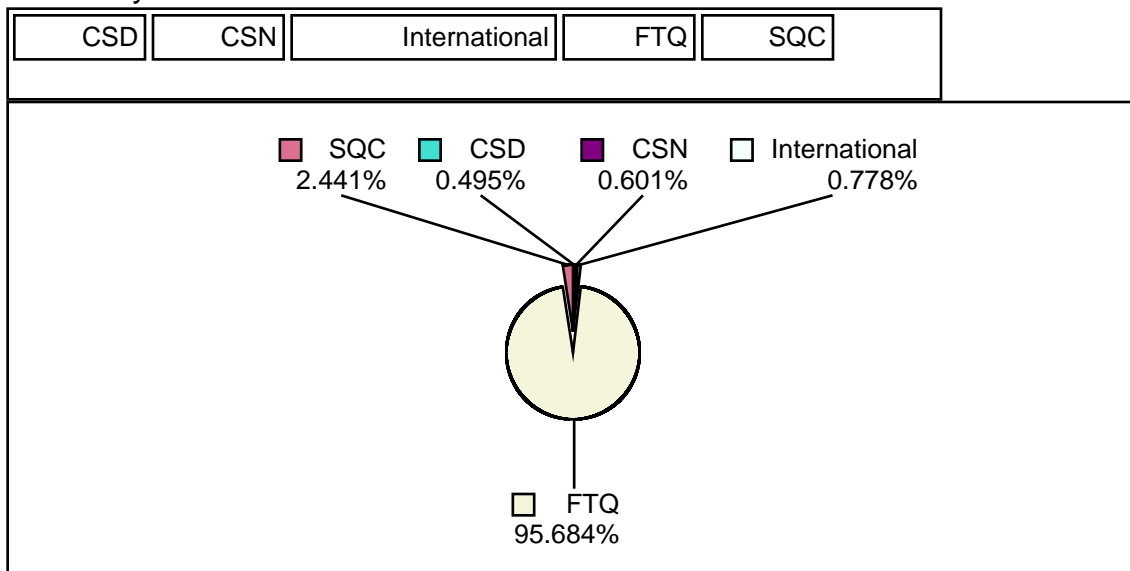 CSD CSN International FTQ SQC
SQC CSD CSN International
2.441% 0.495% 0.601% 0.778%
FTQ
95.684%